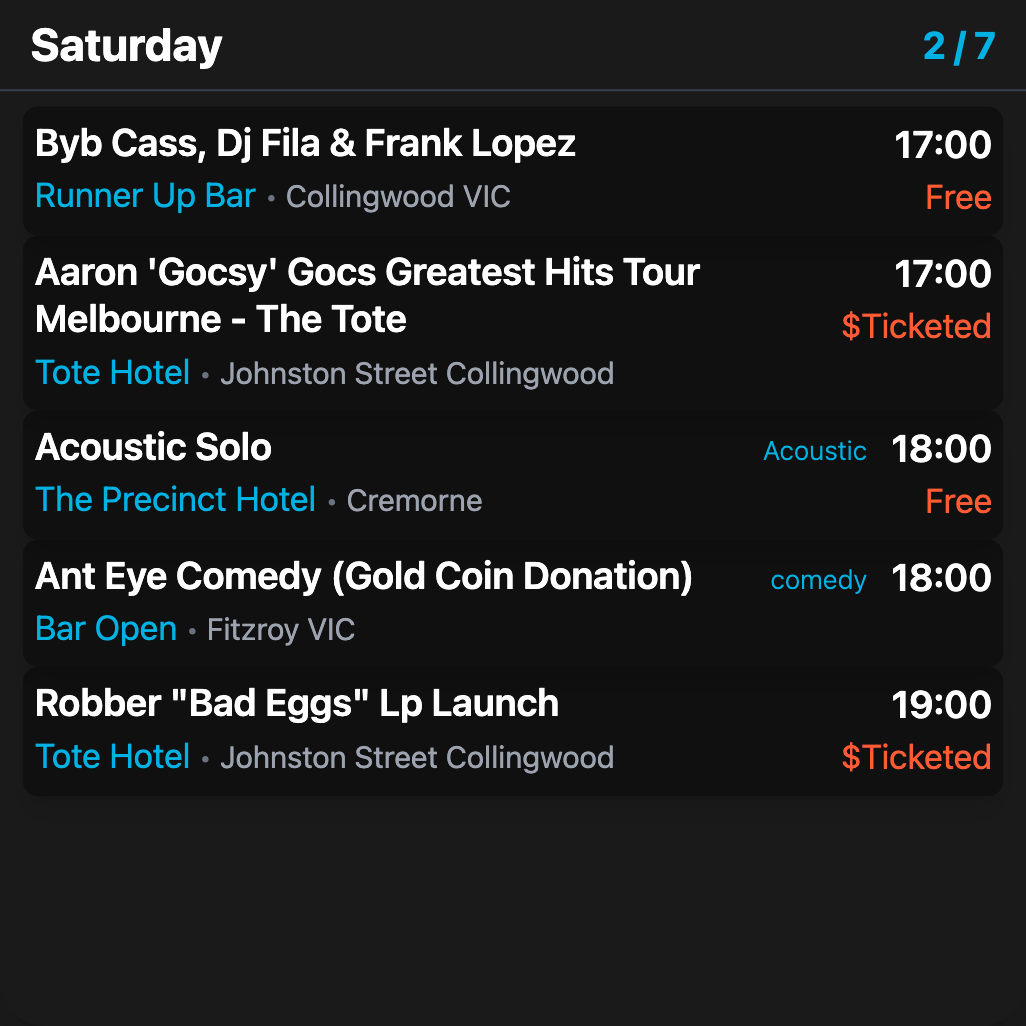 Saturday 2 / 7
Byb Cass, Dj Fila & Frank Lopez 17:00
Runner Up Bar • Collingwood VIC Free
Aaron 'Gocsy' Gocs Greatest Hits Tour 17:00
Melbourne - The Tote $Ticketed
Tote Hotel • Johnston Street Collingwood
Acoustic Solo Acoustic 18:00
The Precinct Hotel • Cremorne Free
Ant Eye Comedy (Gold Coin Donation) comedy 18:00
Bar Open • Fitzroy VIC
Robber "Bad Eggs" Lp Launch 19:00
Tote Hotel • Johnston Street Collingwood $Ticketed